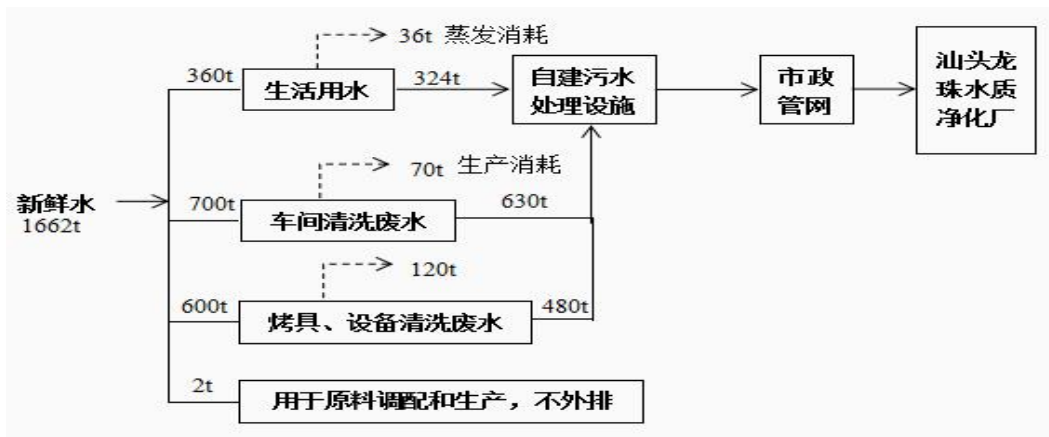 36t 蒸发消耗
360t
生活用水
324t
自建污水
处理设施
市政
管网
汕头龙
珠水质
净化厂
70t 生产消耗
新鲜水
1662t
700t
车间清洗废水
630t
120t
600t
烤具、设备清洗废水
480t
2t
用于原料调配和生产，不外排